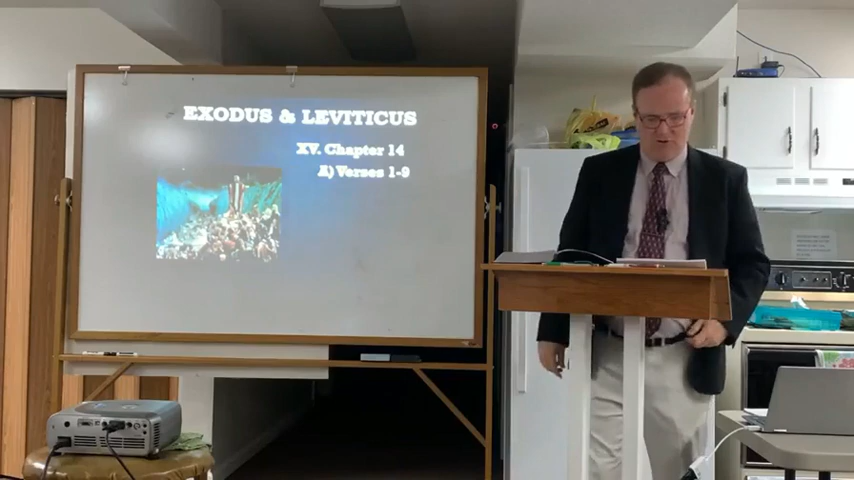 EXODUS & LEVITICUS
XV. Chapter 14
A) Verses 1-9